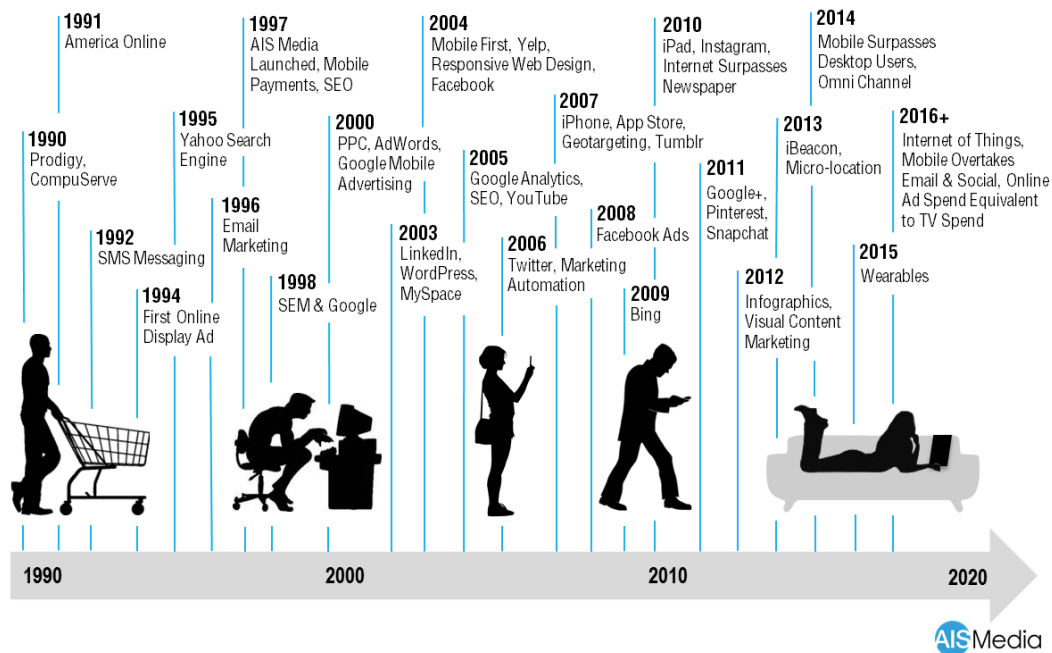 1990
Prodigy,
CompuServe
1991
America Online
1992
SMS Messaging
1994
First Online
Display Ad
1995
Yahoo Search
Engine
1996
Email
Marketing
1997
AIS Media
Launched, Mobile
Payments, SEO
1998
SEM & Google
2000
PPC, AdWords,
Google Mobile
Advertising
2003
LinkedIn,
WordPress,
MySpace
2004
Mobile First, Yelp,
Responsive Web Design,
Facebook
2005
Google Analytics,
SEO, YouTube
2006
Twitter, Marketing
Automation
2007
iPhone, App Store,
Geotargeting, Tumblr
2008
Facebook Ads
2009
Bing
2010
iPad, Instagram,
Internet Surpasses
Newspaper
2011
Google+,
Pinterest,
Snapchat
2012
Infographics,
Visual Content
Marketing
2013
iBeacon,
Micro-location
2014
Mobile Surpasses
Desktop Users,
Omni Channel
2015
Wearables
2016+
Internet of Things,
Mobile Overtakes
Email & Social, Online
Ad Spend Equivalent
to TV Spend
1990
2000
2010
2020
AISMedia